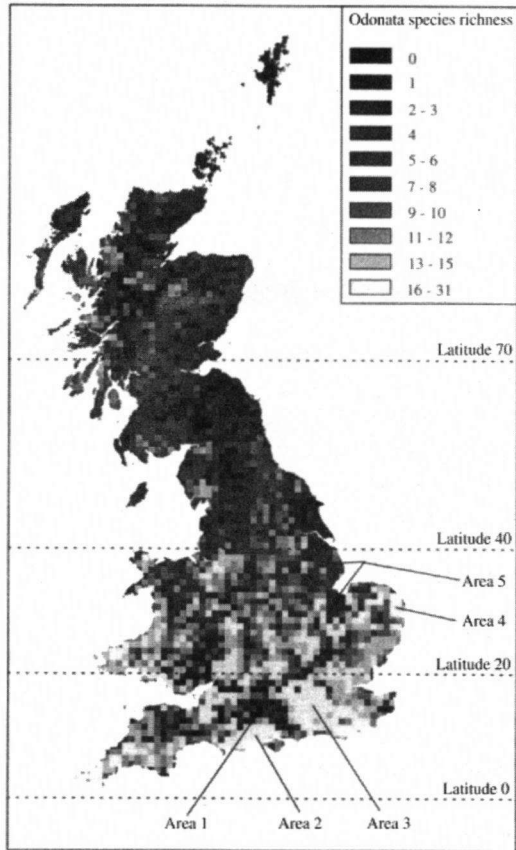 Odonata species richness
0
1
2 - 3
4
5 - 6
7 - 8
9 - 10
11 - 12
13 - 15
16 - 31
Latitude 70
Latitude 40
Area 5
Area 4
Latitude 20
Latitude 0
Area 1 Area 2 Area 3